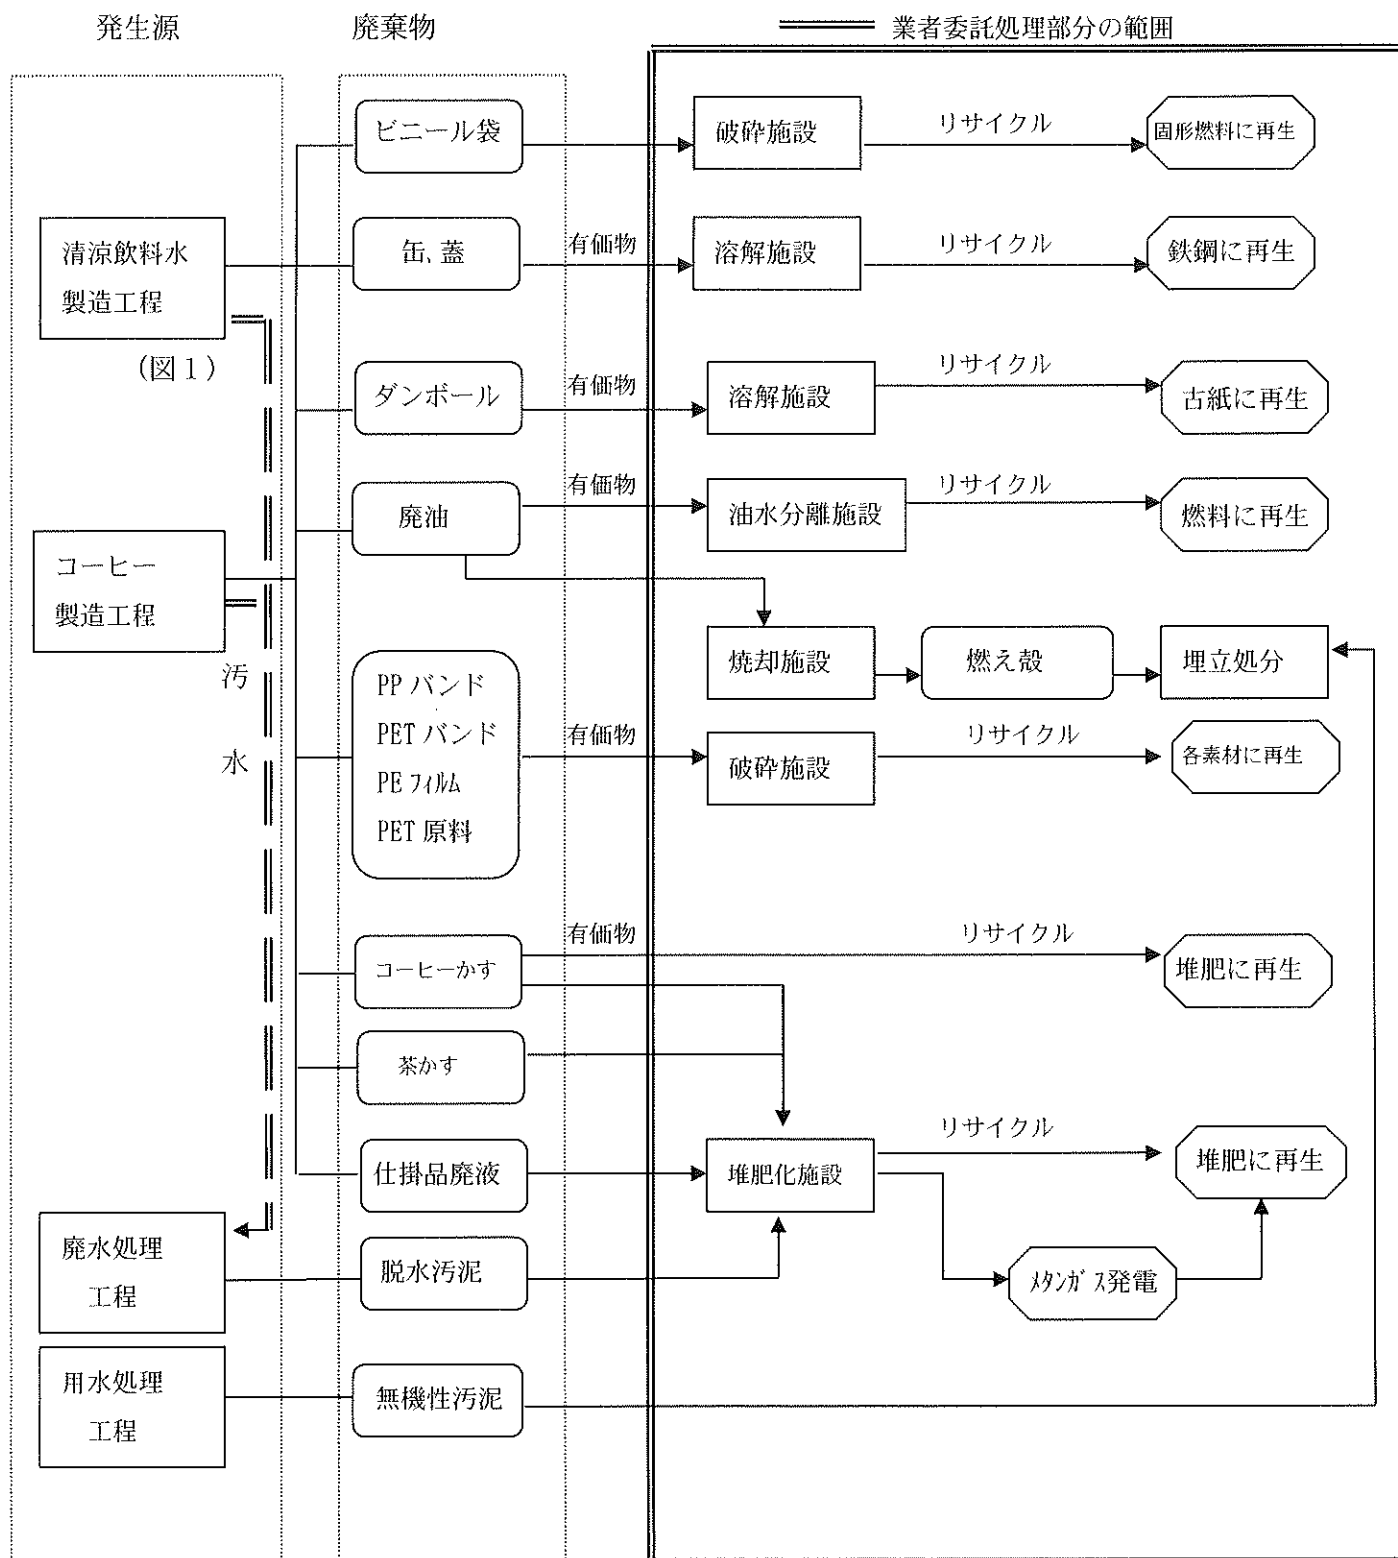 発生源
廃棄物
業者委託処理部分の範囲
ビニール袋
破砕施設
リサイクル
固形燃料に再生
清涼飲料水
製造工程
(図1)
缶,蓋
有価物
溶解施設
リサイクル
鉄鋼に再生
ダンボール
有価物
溶解施設
リサイクル
古紙に再生
廃油
有価物
油水分離施設
リサイクル
燃料に再生
コーヒー
製造工程
汚
水
焼却施設
燃え殻
埋立処分
PP バンド
PET バンド
PE フィルム
PET 原料
有価物
破砕施設
リサイクル
各素材に再生
コーヒーかす
有価物
リサイクル
堆肥に再生
茶かす
仕掛品廃液
堆肥化施設
リサイクル
堆肥に再生
廃水処理
工程
脱水汚泥
メタンガス発電
用水処理
工程
無機性汚泥